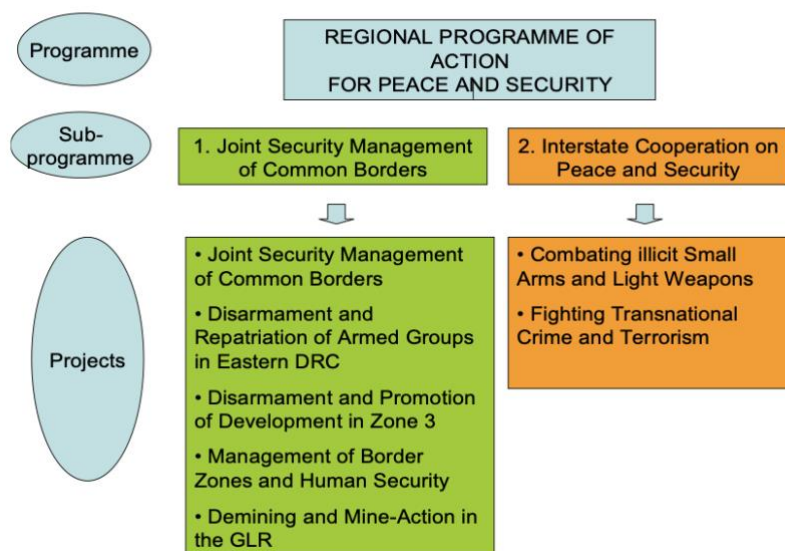 Programme
REGIONAL PROGRAMME OF
ACTION
FOR PEACE AND SECURITY
Sub-
programme
1. Joint Security Management
of Common Borders
2. Interstate Cooperation on
Peace and Security
Projects
• Joint Security Management
of Common Borders
• Disarmament and
Repatriation of Armed Groups
in Eastern DRC
• Disarmament and Promotion
of Development in Zone 3
• Management of Border
Zones and Human Security
• Demining and Mine-Action in
the GLR
• Combating illicit Small
Arms and Light Weapons
• Fighting Transnational
Crime and Terrorism